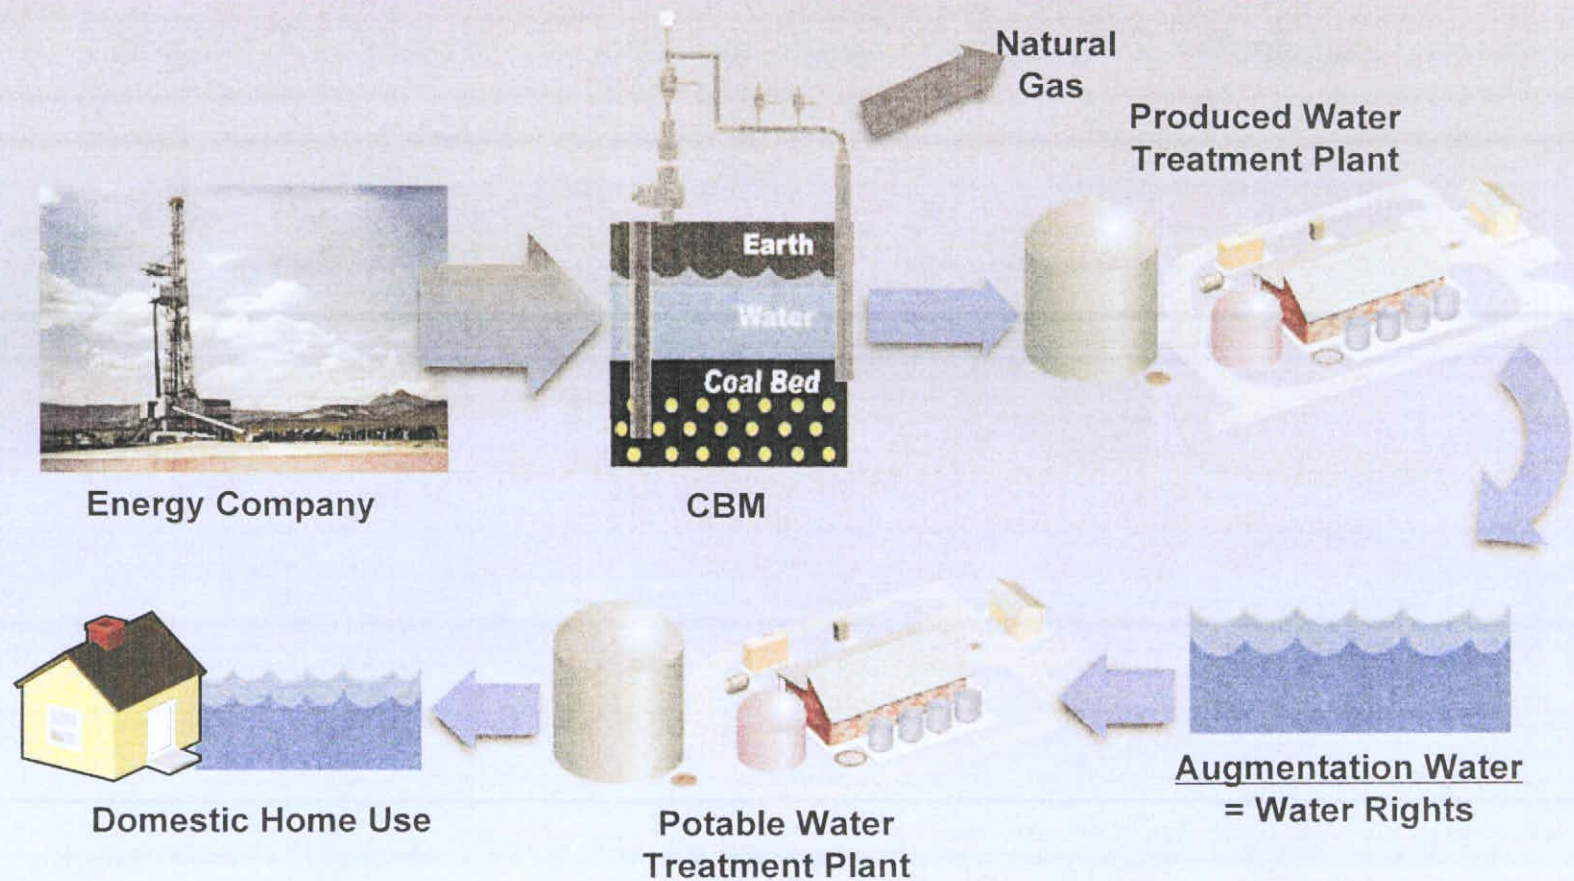 Natural
Gas
Produced Water
Treatment Plant
Earth
Water
Coal Bed
Energy Company
CBM
Augmentation Water
= Water Rights
Domestic Home Use
Potable Water
Treatment Plant